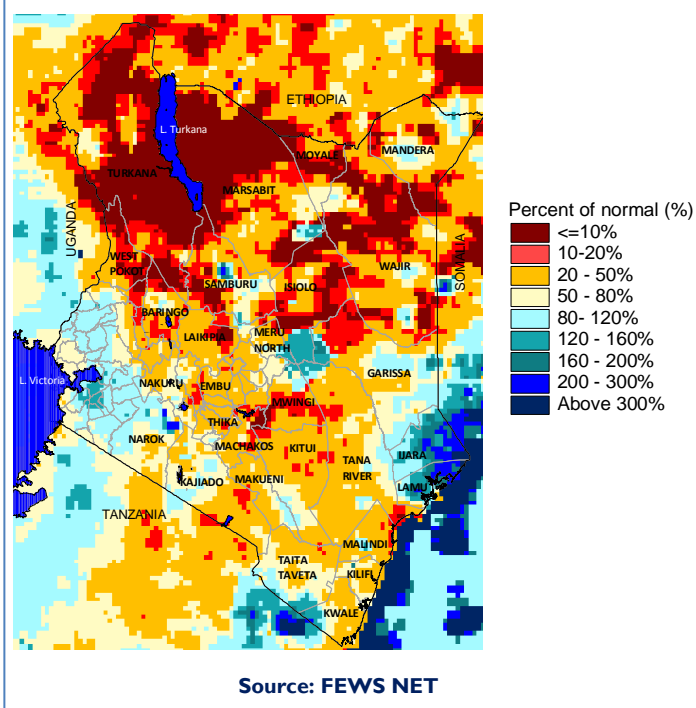 ETHIOPIA
L. Turkana
MOYALE
MANDERA
TURKANA
MARSABIT
UGANDA
SOMALIA
WEST
POKOT
WAJIR
SAMBURU
ISIOLO
BARINGO
LAIKIPIA
MERU
NORTH
GARISSA
L. Victoria
NAKURU
EMBU
MWINGI
THIKA
NAROK
MACHAKOS
KITUI
TANA
RIVER
IJARA
KAJIADO
MAKUENI
LAMU
TANZANIA
MALINDI
TAITA
TAVETA
KILIFI
KWALE
Percent of normal (%)
<=10%
10-20%
20 - 50%
50 - 80%
80- 120%
120 - 160%
160 - 200%
200 - 300%
Above 300%
Source: FEWS NET